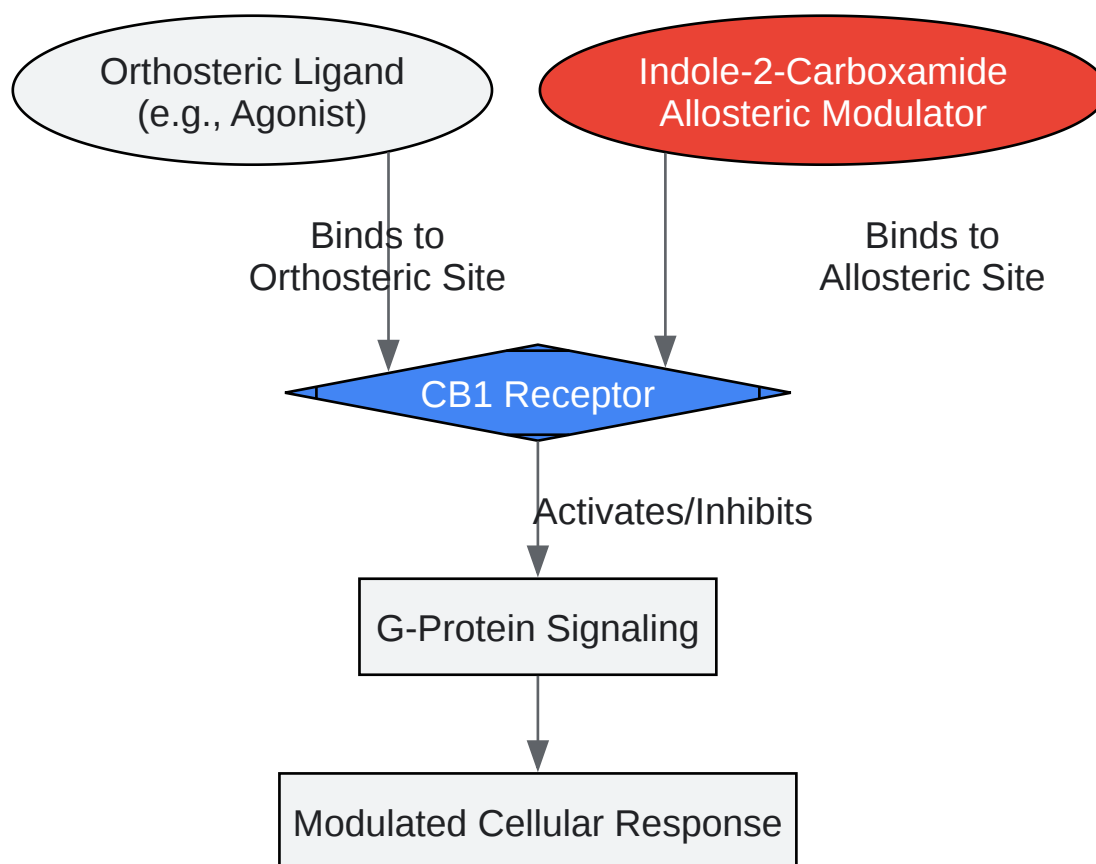 Orthosteric Ligand
(e.g., Agonist)
Indole-2-Carboxamide
Allosteric Modulator
Binds to
Orthosteric Site
Binds to
Allosteric Site
CB1 Receptor
Activates/Inhibits
G-Protein Signaling
Modulated Cellular Response